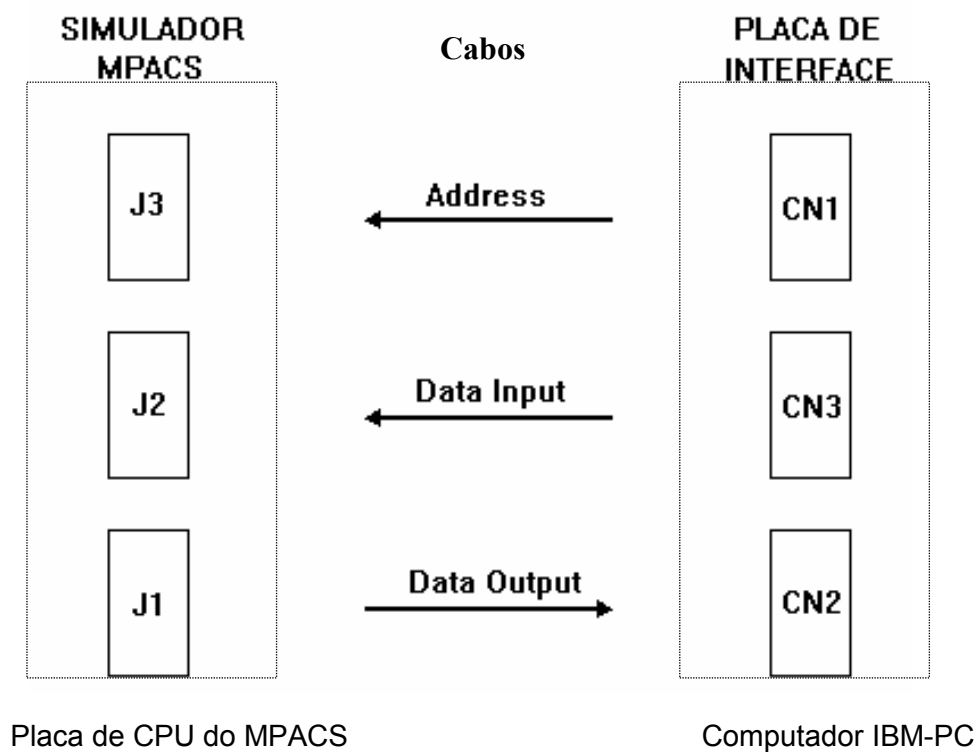 SIMULADOR
MPACS
Cabos
PLACA DE
INTERFACE
J3
Address
CN1
J2
Data Input
CN3
J1
Data Output
CN2
Placa de CPU do MPACS
Computador IBM-PC